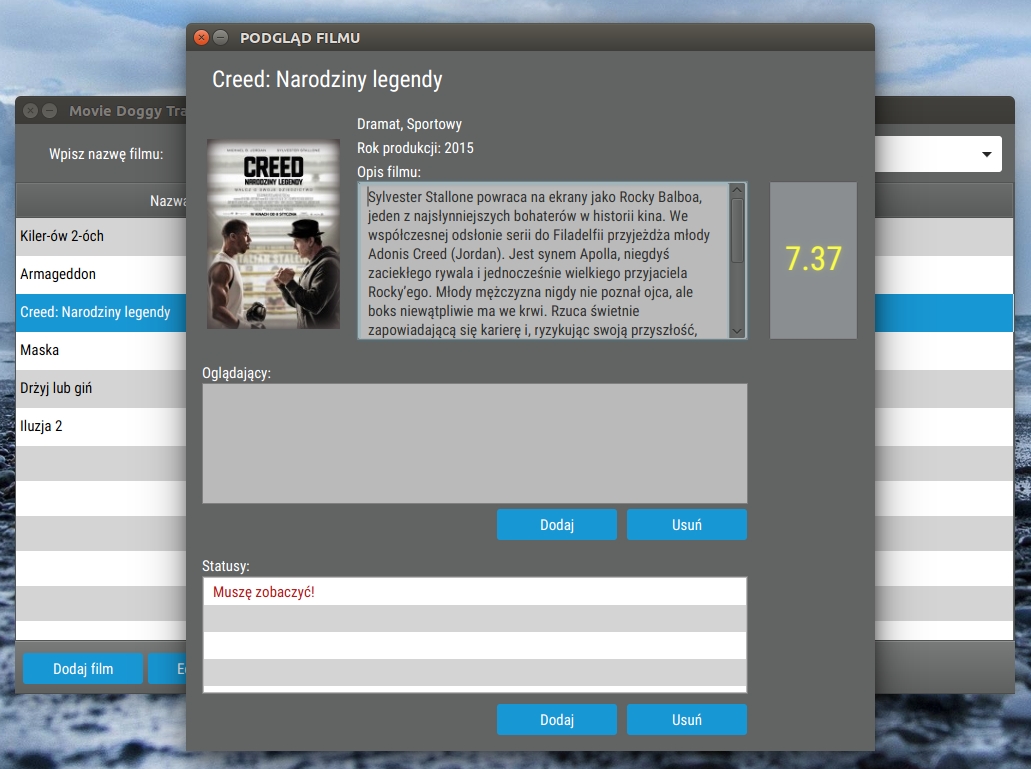 PODGLĄD FILMU
Creed: Narodziny legendy
Movie Doggy Tra
Wpisz nazwę filmu:
Nazwa
Kiler-ów 2-óch
Armageddon
Creed: Narodziny legendy
Maska
Drżyj lub giń
Iluzja 2
Dodaj film
Dramat, Sportowy
Rok produkcji: 2015
Opis filmu:
MICHAEL B. JORDAN SYLVESTER STALLONE
CREED
NARODZINY LEGENDY
WALCZ O SWOJE DZIEDZICTWO
W KINACH OD 8 STYCZNIA
Sylvester Stallone powraca na ekrany jako Rocky Balboa,
jeden z najsłynniejszych bohaterów w historii kina. We
współczesnej odsłonie serii do Filadelfii przyjeżdża młody
Adonis Creed (Jordan). Jest synem Apolla, niegdyś
zaciekłego rywala i jednocześnie wielkiego przyjaciela
Rocky'ego. Młody mężczyzna nigdy nie poznał ojca, ale
boks niewątpliwie ma we krwi. Rzuca świetnie
zapowiadającą się karierę i, ryzykując swoją przyszłość,
7.37
Oglądający:
Dodaj Usuń
Statusy:
Muszę zobaczyć!
Dodaj Usuń